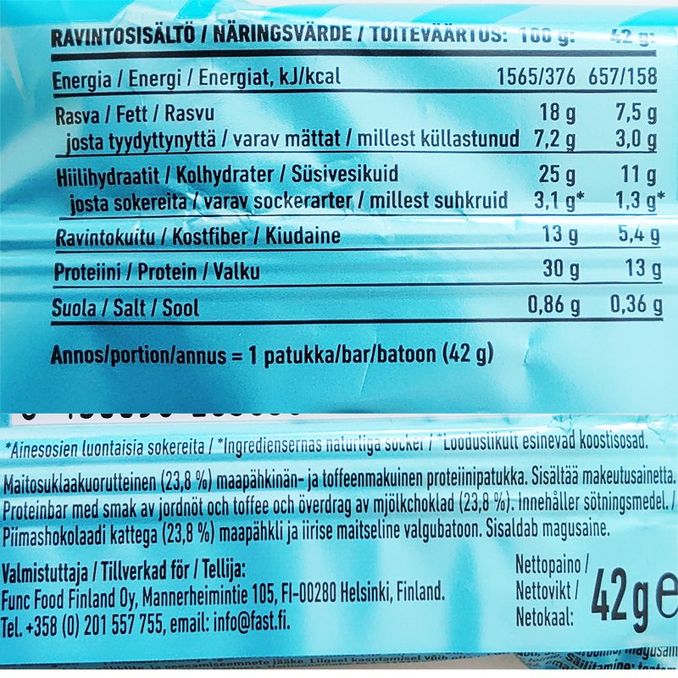 RAVINTOSISÄLTÖ / NÄRINGSVÄRDE / TOITEVÄÄRTUS: 100 g: 42 g:
Energia / Energi / Energiat, kJ/kcal 1565/376 657/158
Rasva / Fett / Rasvu 18 g 7,5 g
josta tyydyttynyttä / varav mättat / millest küllastunud 7,2 g 3,0 g
Hiilihydraatit / Kolhydrater / Süsivesikuid 25 g 11 g
josta sokereita / varav sockerarter / millest suhkruid 3,1 g* 1,3 g*
Ravintokuitu / Kostfiber / Kiudaine 13 g 5,4 g
Proteiini / Protein / Valku 30 g 13 g
Suola / Salt / Sool 0,86 g 0,36 g
Annos/portion/annus = 1 patukka/bar/batoon (42 g)
*Ainesosien luontaisia sokereita / *Ingrediensernas naturliga socker / *Looduslikult esinevad koostisosad.
Maitosuklaakuorutteinen (23,8 %) maapähkinän- ja toffeenmakuinen proteiinipatukka. Sisältää makeutusainetta.
Proteinbar med smak av jordnöt och toffee och överdrag av mjölkchoklad (23,8 %). Innehåller sötningsmedel. /
Piimashokolaadi kattega (23,8 %) maapähkli ja iirise maitseline valgubatoon. Sisaldab magusaine.
Valmistuttaja / Tillverkad för / Tellija:
Func Food Finland Oy, Mannerheimintie 105, FI-00280 Helsinki, Finland.
Tel. +358 (0) 201 557 755, email: info@fast.fi.
Nettopaino /
Nettovikt /
Netokaal:
42g e